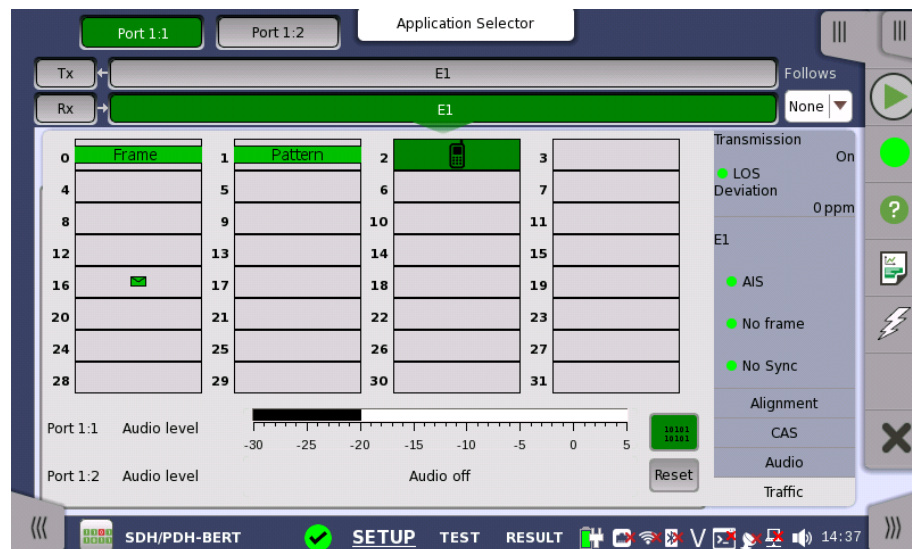 Port 1:1 Port 1:2 Application Selector
Tx E1 Follows
Rx E1 None
0 Frame 1 Pattern 2 3
4 5 6 7
8 9 10 11
12 13 14 15
16 17 18 19
20 21 22 23
24 25 26 27
28 29 30 31
Transmission
On
LOS
Deviation
0 ppm
E1
AIS
No frame
No Sync
Alignment
CAS
Audio
Traffic
Port 1:1 Audio level
-30 -25 -20 -15 -10 -5 0 5
10101
10101
Port 1:2 Audio level Audio off Reset
SDH/PDH-BERT SETUP TEST RESULT V 14:37